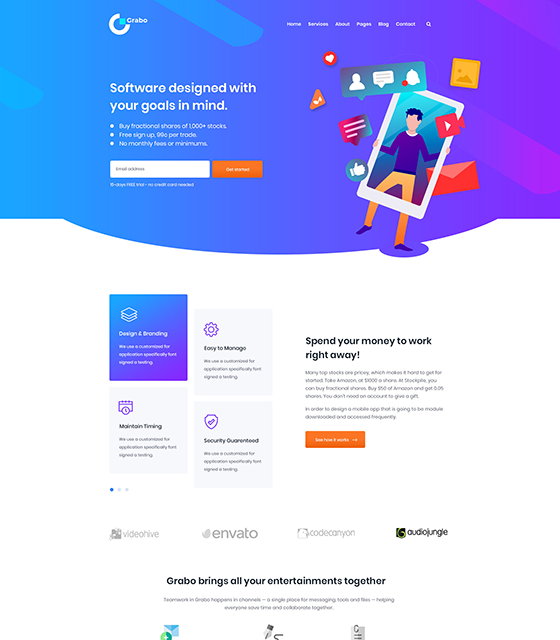 Grabo
Home Services About Pages Blog Contact
Software designed with
your goals in mind.
Buy fractional shares of 1,000+ stocks.
Free sign up, 99¢ per trade.
No monthly fees or minimums.
Email address
Get started
15-days FREE trial - no credit card needed
Design & Branding
We use a customized for
application specifically font
signed a testing.
Easy to Manage
We use a customized for
application specifically font
signed a testing.
Maintain Timing
We use a customized for
application specifically font
signed a testing.
Security Guarenteed
We use a customized for
application specifically font
signed a testing.
Spend your money to work
right away!
Many top stocks are pricey, which makes it hard to get
started. Take Amazon, at $1000 a share. At Stockpile, you
can buy fractional shares. Buy $50 of Amazon and get 0.05
shares. You don't need an account to give a gift.
In order to design a mobile app that is going to be module
downloaded and accessed frequently.
See how it works
videohive
envato
codecanyon
audiojungle
Grabo brings all your entertainments together
Teamwork in Grabo happens in channels — a single place for messaging, tools and files — helping
everyone save time and collaborate together.